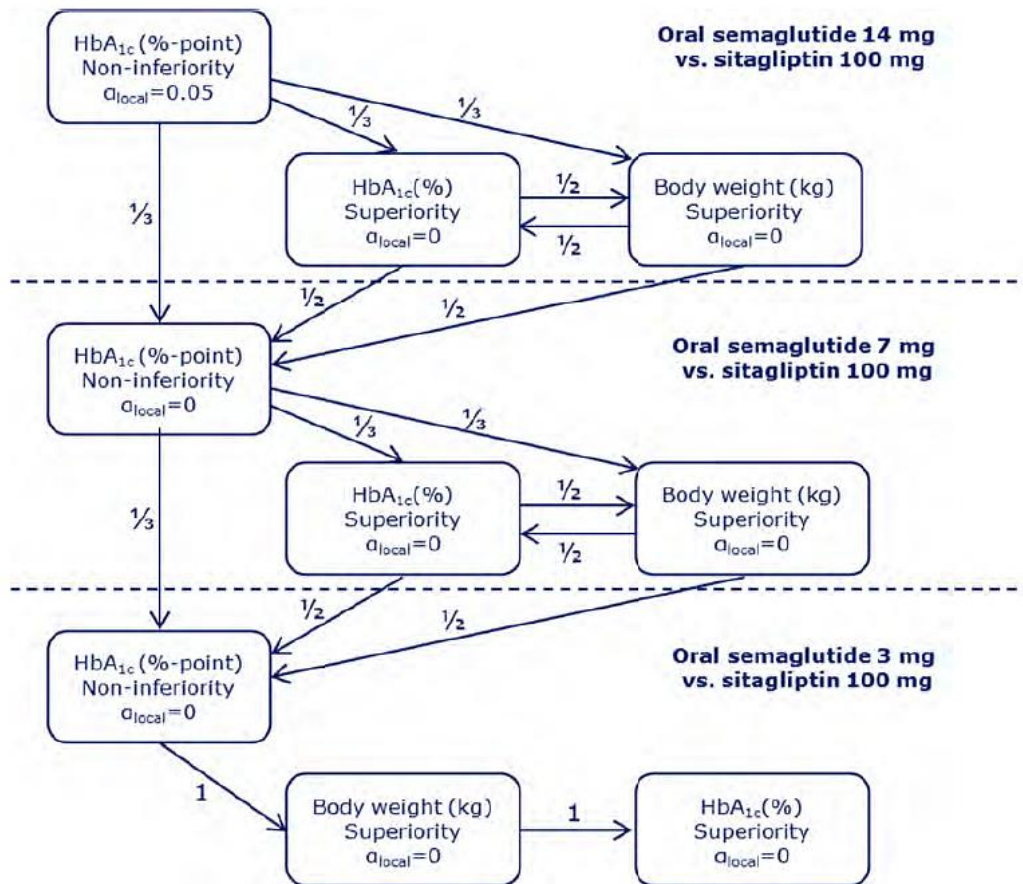 HbA₁c (%-point)
Non-inferiority
αlocal=0.05
Oral semaglutide 14 mg
vs. sitagliptin 100 mg
⅓
⅓
⅓
HbA₁c(%)
Superiority
αlocal=0
½
½
Body weight (kg)
Superiority
αlocal=0
½
½
HbA₁c (%-point)
Non-inferiority
αlocal=0
Oral semaglutide 7 mg
vs. sitagliptin 100 mg
⅓
⅓
⅓
HbA₁c(%)
Superiority
αlocal=0
½
½
Body weight (kg)
Superiority
αlocal=0
½
½
HbA₁c (%-point)
Non-inferiority
αlocal=0
Oral semaglutide 3 mg
vs. sitagliptin 100 mg
1
Body weight (kg)
Superiority
αlocal=0
1
HbA₁c(%)
Superiority
αlocal=0